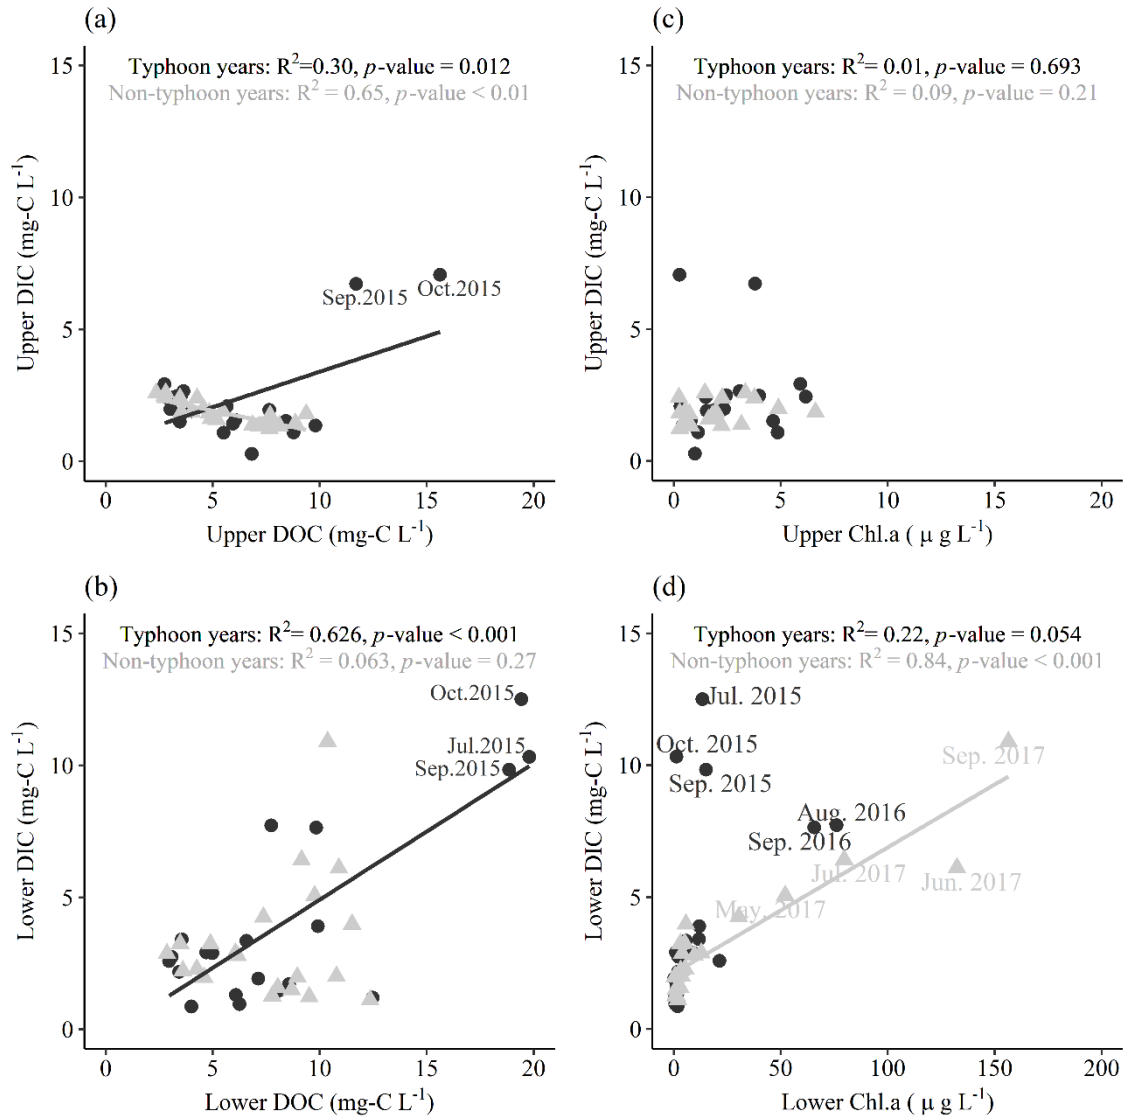 (a)
Typhoon years: R²=0.30, p-value = 0.012
Non-typhoon years: R² = 0.65, p-value < 0.01
15
10
5
0
Upper DIC (mg-C L⁻¹)
Sep.2015
Oct.2015
0 5 10 15 20
Upper DOC (mg-C L⁻¹)
(c)
Typhoon years: R²= 0.01, p-value = 0.693
Non-typhoon years: R² = 0.09, p-value = 0.21
15
10
5
0
Upper DIC (mg-C L⁻¹)
0 5 10 15 20
Upper Chl.a ( μ g L⁻¹)
(b)
Typhoon years: R²= 0.626, p-value < 0.001
Non-typhoon years: R² = 0.063, p-value = 0.27
15
10
5
0
Lower DIC (mg-C L⁻¹)
Oct.2015
Jul.2015
Sep.2015
0 5 10 15 20
Lower DOC (mg-C L⁻¹)
(d)
Typhoon years: R²= 0.22, p-value = 0.054
Non-typhoon years: R² = 0.84, p-value < 0.001
15
10
5
0
Lower DIC (mg-C L⁻¹)
Jul. 2015
Oct. 2015
Sep. 2017
Sep. 2015
Aug. 2016
Sep. 2016
Jul. 2017
Jun. 2017
May. 2017
0 50 100 150 200
Lower Chl.a ( μ g L⁻¹)